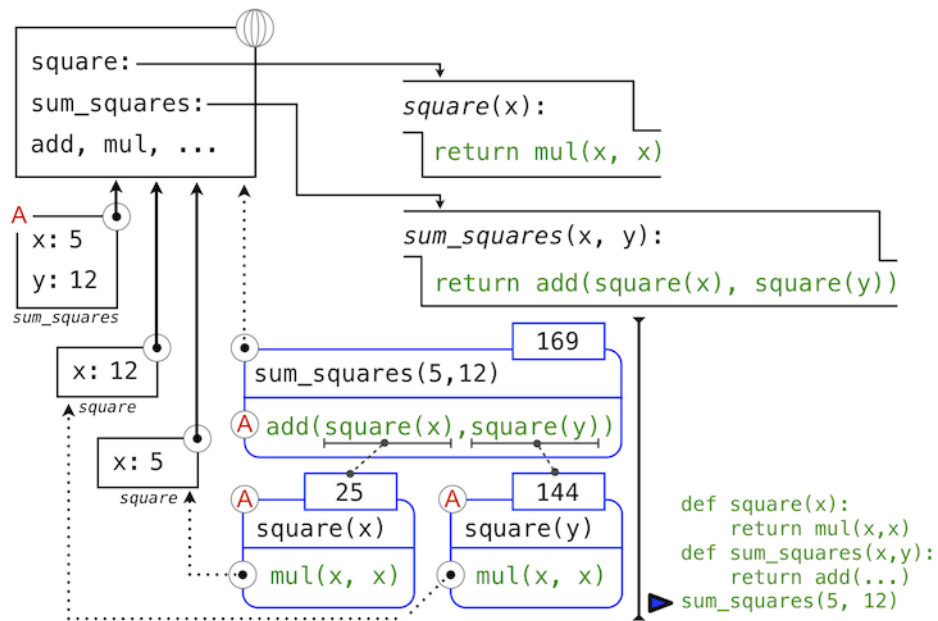 square:
sum_squares:
add, mul, ...
square(x):
return mul(x, x)
sum_squares(x, y):
return add(square(x), square(y))
A
x: 5
y: 12
sum_squares
x: 12
square
x: 5
square
169
sum_squares(5,12)
A
add(square(x),square(y))
25
A
square(x)
mul(x, x)
144
A
square(y)
mul(x, x)
def square(x):
    return mul(x,x)
def sum_squares(x,y):
    return add(...)
sum_squares(5, 12)